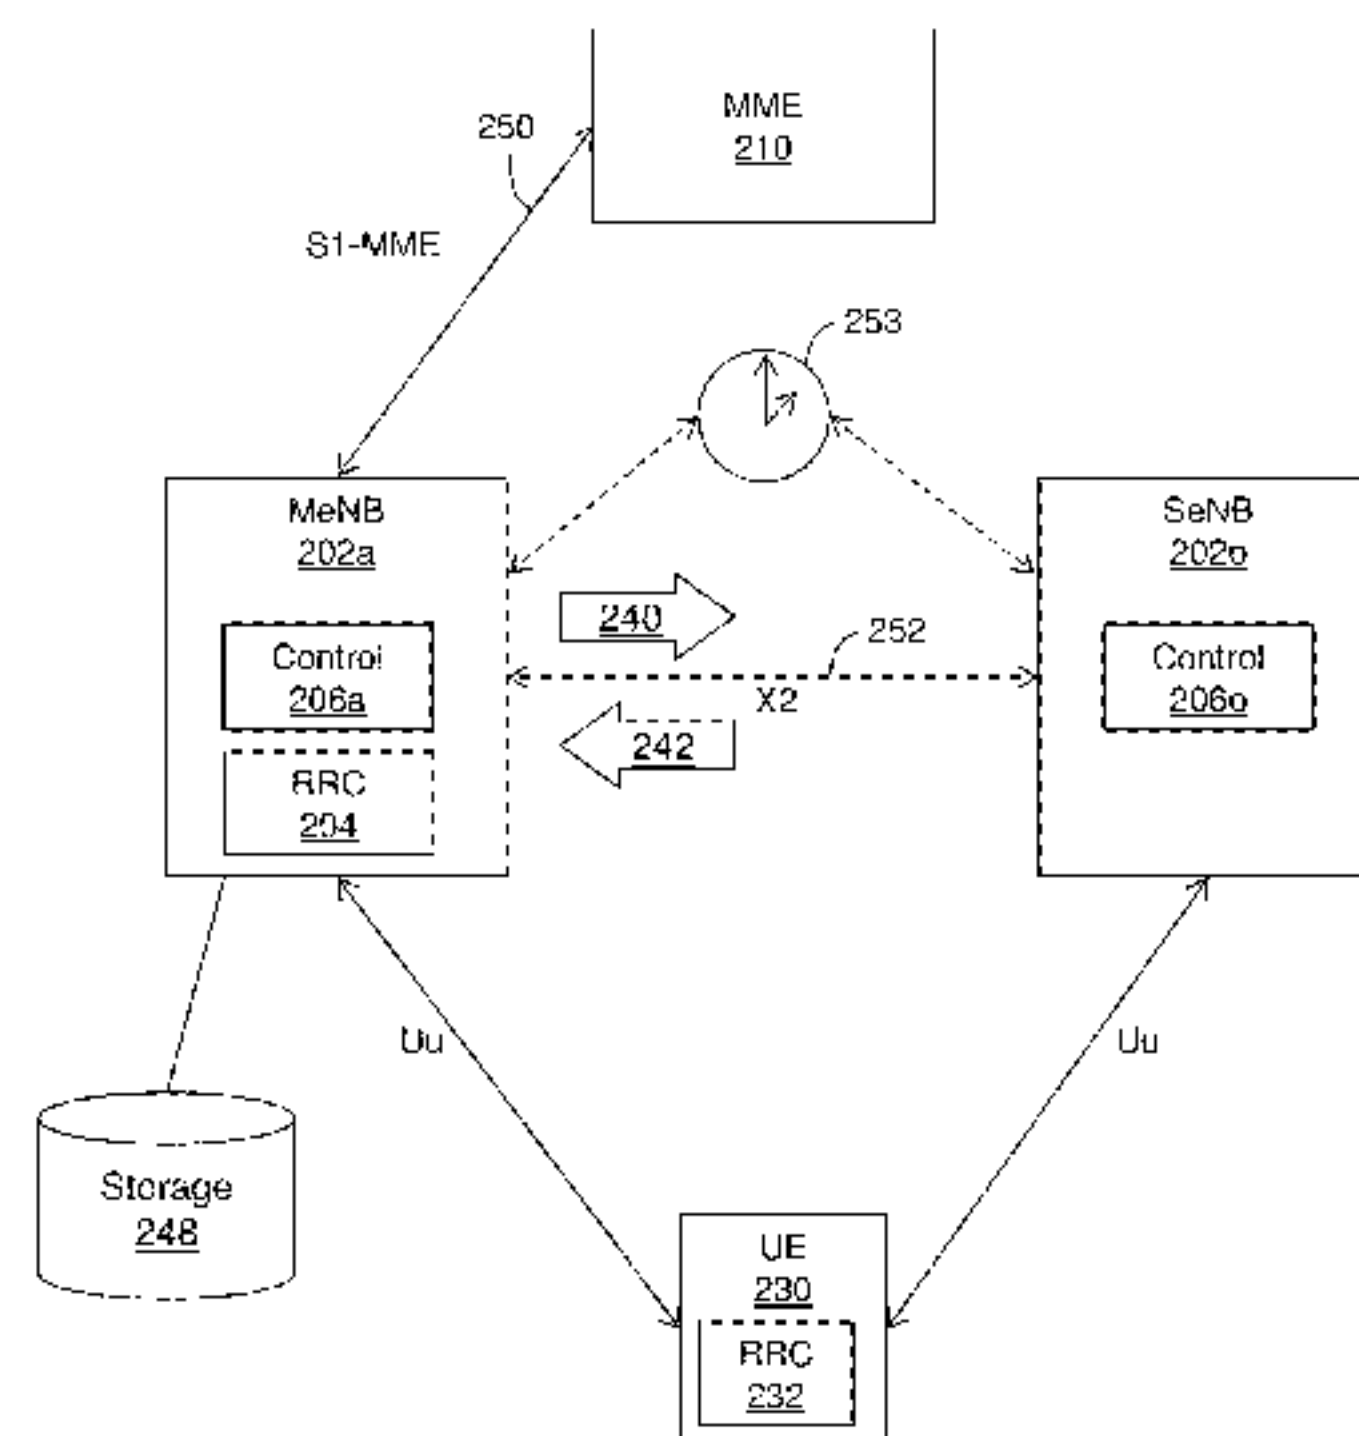 MME
210
250
S1-MME
253
MeNB
202a
SeNB
202o
240
252
Control
206a
X2
Control
206o
242
RRC
204
Uu
Uu
Storage
248
UE
230
RRC
232